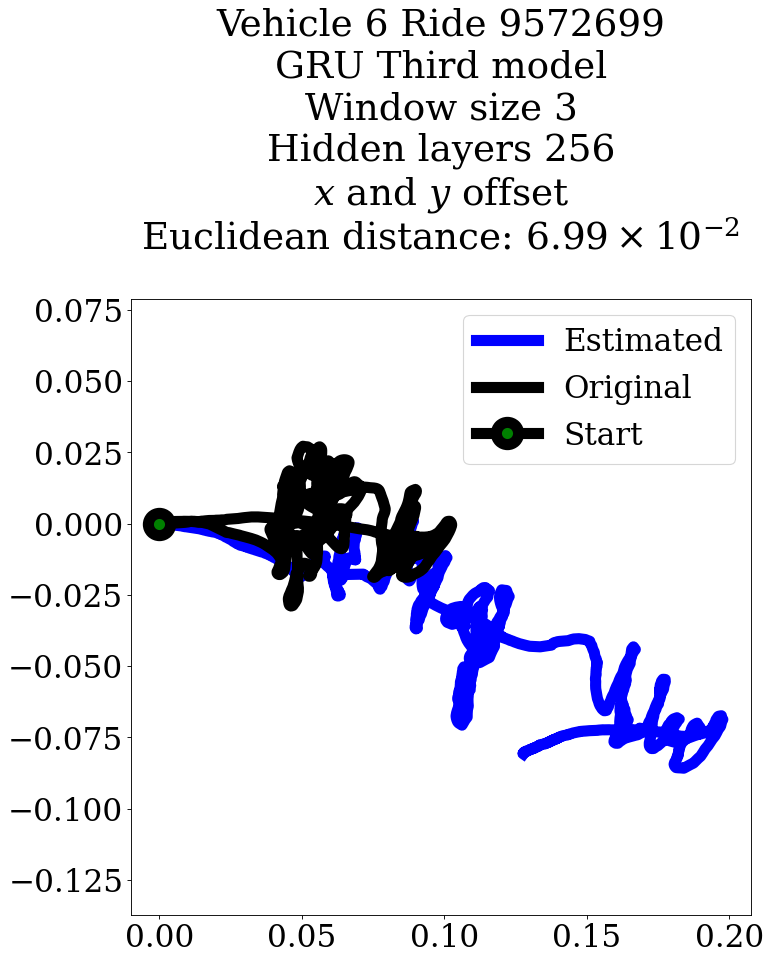 Vehicle 6 Ride 9572699
GRU Third model
Window size 3
Hidden layers 256
x and y offset
Euclidean distance: 6.99 × 10⁻²
Estimated
Original
Start
0.075
0.050
0.025
0.000
−0.025
−0.050
−0.075
−0.100
−0.125
0.00 0.05 0.10 0.15 0.20